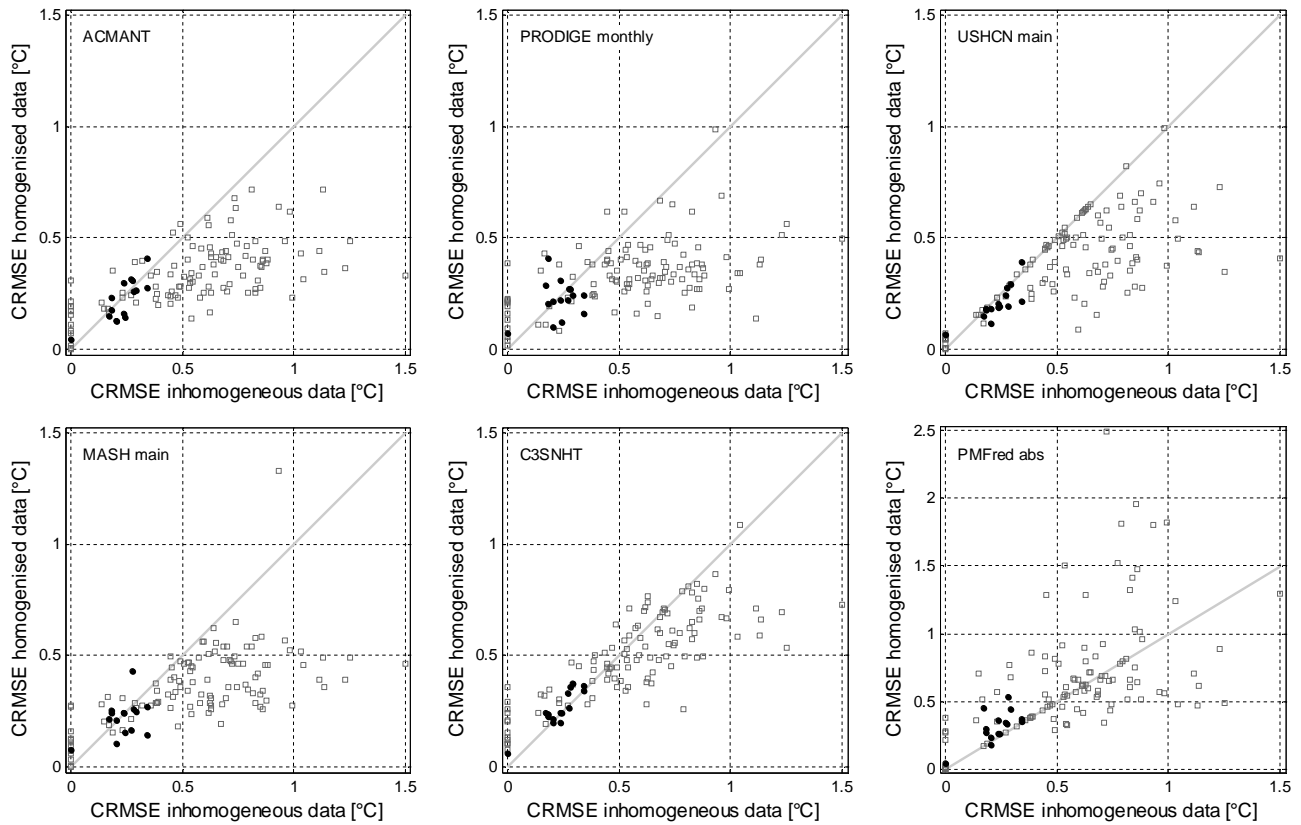 ACMANT
CRMSE homogenised data [°C]
1.5
1
0.5
0
0 0.5 1 1.5
CRMSE inhomogeneous data [°C]
PRODIGE monthly
CRMSE homogenised data [°C]
1.5
1
0.5
0
0 0.5 1 1.5
CRMSE inhomogeneous data [°C]
USHCN main
CRMSE homogenised data [°C]
1.5
1
0.5
0
0 0.5 1 1.5
CRMSE inhomogeneous data [°C]
MASH main
CRMSE homogenised data [°C]
1.5
1
0.5
0
0 0.5 1 1.5
CRMSE inhomogeneous data [°C]
C3SNHT
CRMSE homogenised data [°C]
1.5
1
0.5
0
0 0.5 1 1.5
CRMSE inhomogeneous data [°C]
PMFred abs
CRMSE homogenised data [°C]
2.5
2
1.5
1
0.5
0
0 0.5 1 1.5
CRMSE inhomogeneous data [°C]